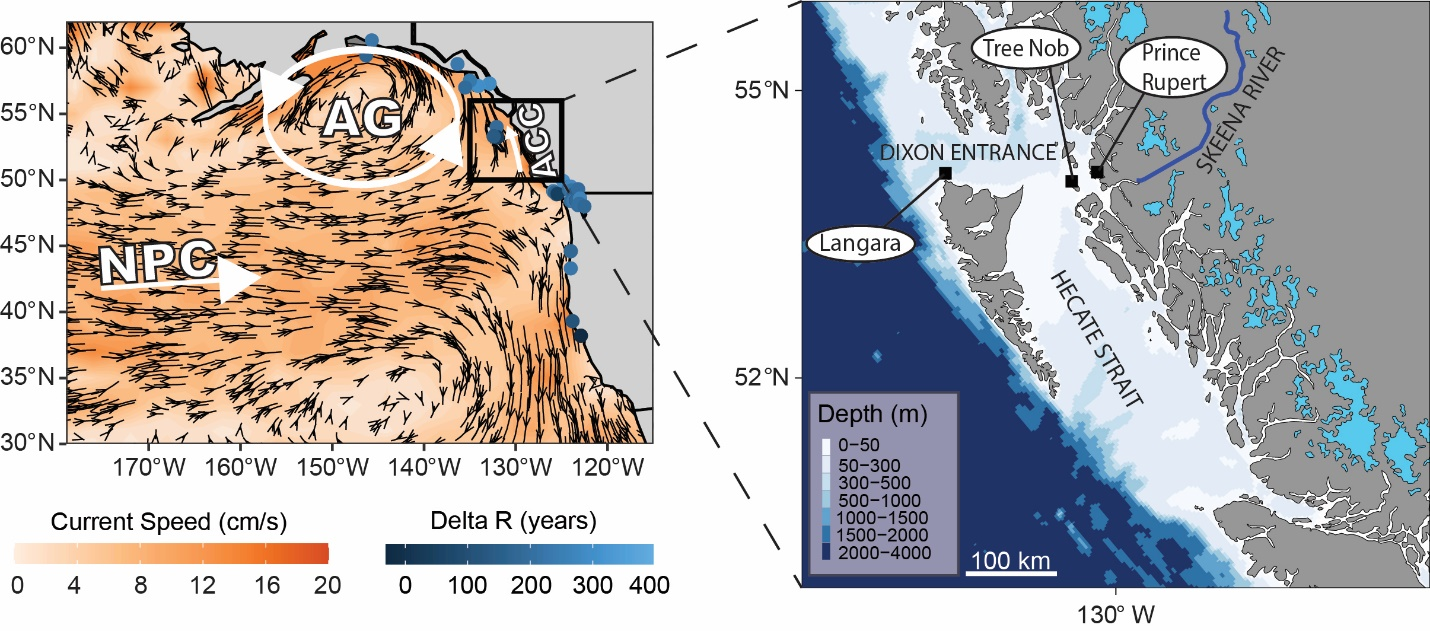 60°N
55°N
50°N
45°N
40°N
35°N
30°N
170°W 160°W 150°W 140°W 130°W 120°W
AG
ACC
NPC
Current Speed (cm/s)
0 4 8 12 16 20
Delta R (years)
0 100 200 300 400
55°N
52°N
130° W
Tree Nob
Prince
Rupert
SKEENA RIVER
DIXON ENTRANCE
Langara
HECATE STRAIT
Depth (m)
0–50
50–300
300–500
500–1000
1000–1500
1500–2000
2000–4000
100 km